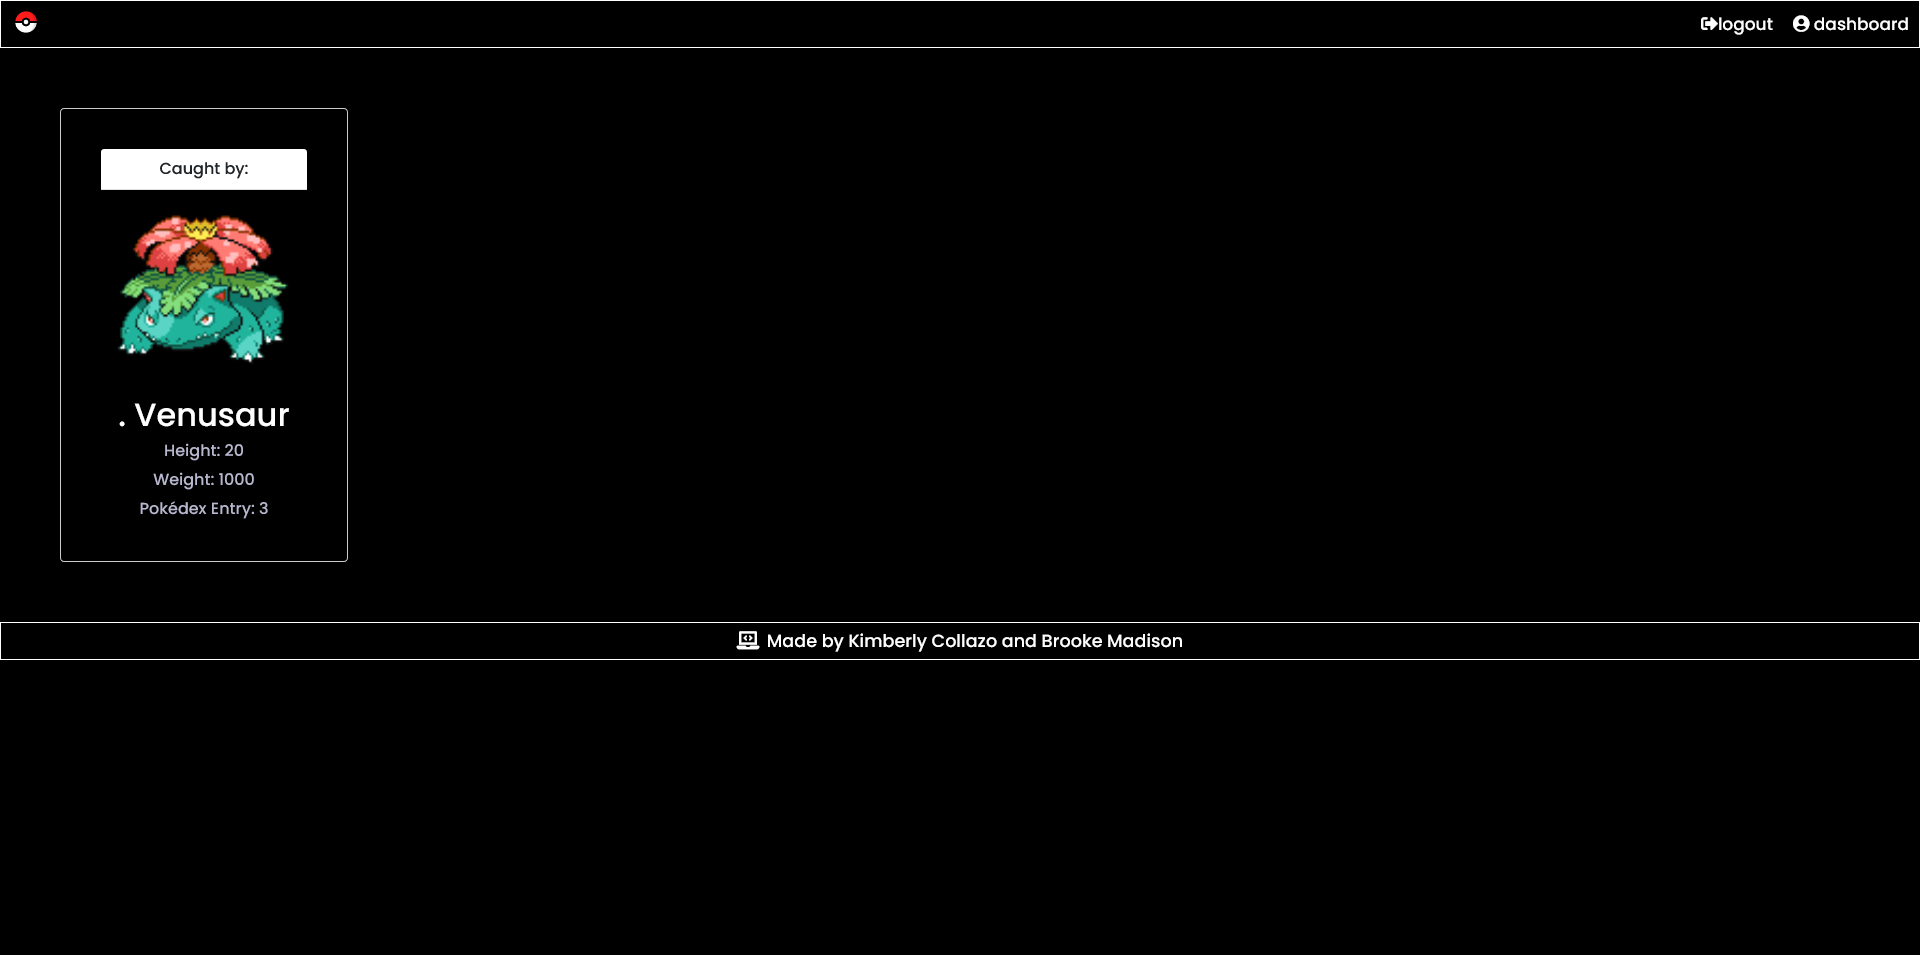 logout dashboard
Caught by:
. Venusaur
Height: 20
Weight: 1000
Pokédex Entry: 3
Made by Kimberly Collazo and Brooke Madison